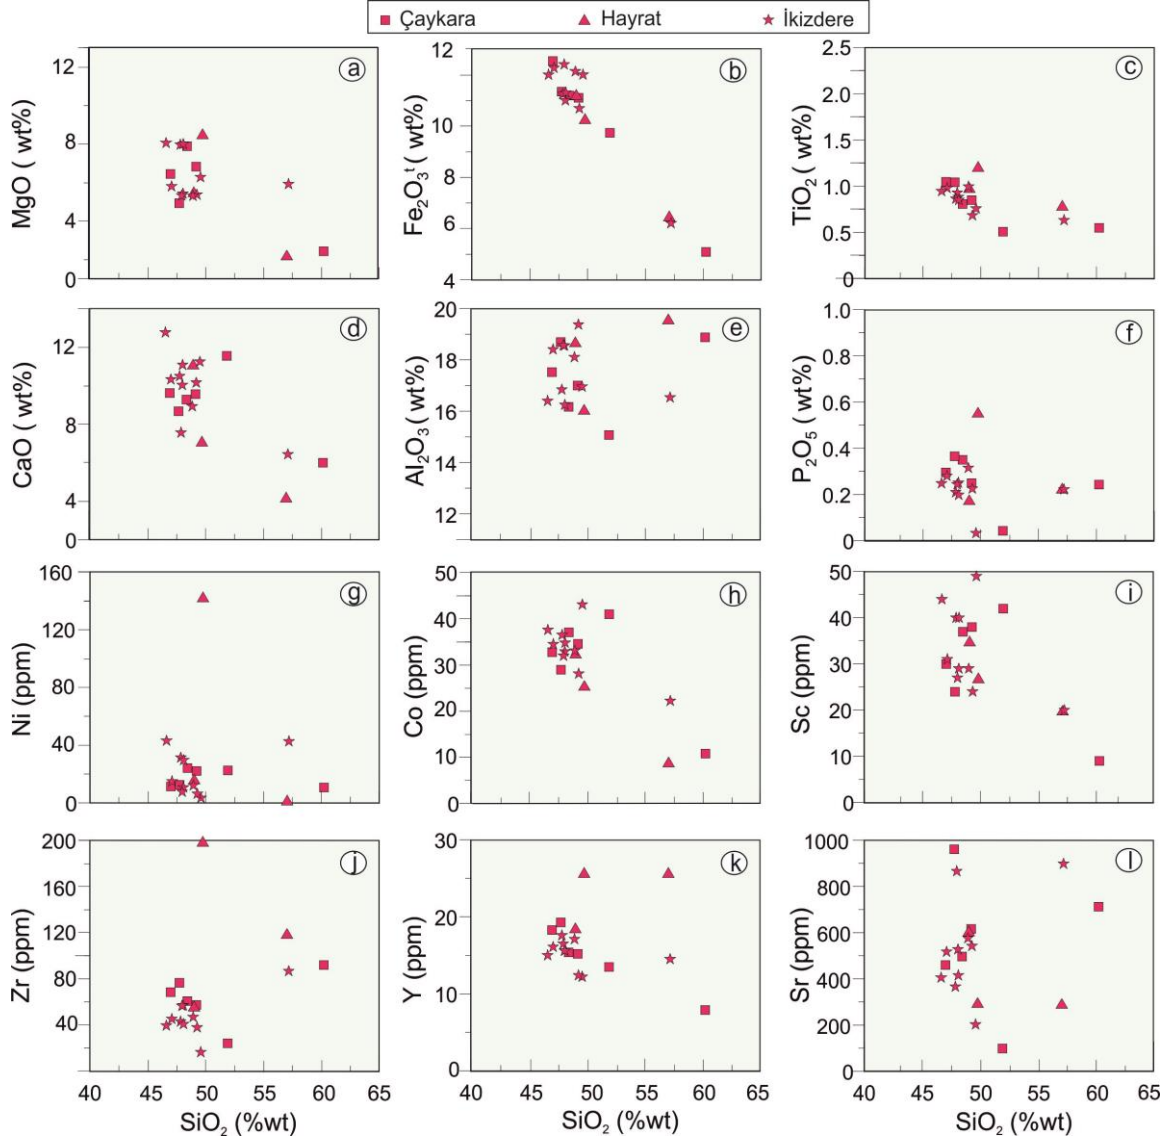 Çaykara Hayrat İkizdere
MgO ( wt%)
12
8
4
0
a
Fe2O3t ( wt%)
12
10
8
6
4
b
TiO2 ( wt%)
2.5
2.0
1.5
1.0
0.5
0
c
CaO ( wt%)
12
8
4
0
d
Al2O3 ( wt%)
20
18
16
14
12
11
e
P2O5 ( wt%)
1.0
0.8
0.6
0.4
0.2
0
f
Ni (ppm)
160
120
80
40
0
g
Co (ppm)
50
40
30
20
10
0
h
Sc (ppm)
50
40
30
20
10
0
i
Zr (ppm)
200
160
120
80
40
j
40 45 50 55 60 65
SiO2 (%wt)
Y (ppm)
30
20
10
0
k
40 45 50 55 60 65
SiO2 (%wt)
Sr (ppm)
1000
800
600
400
200
0
l
40 45 50 55 60 65
SiO2 (%wt)